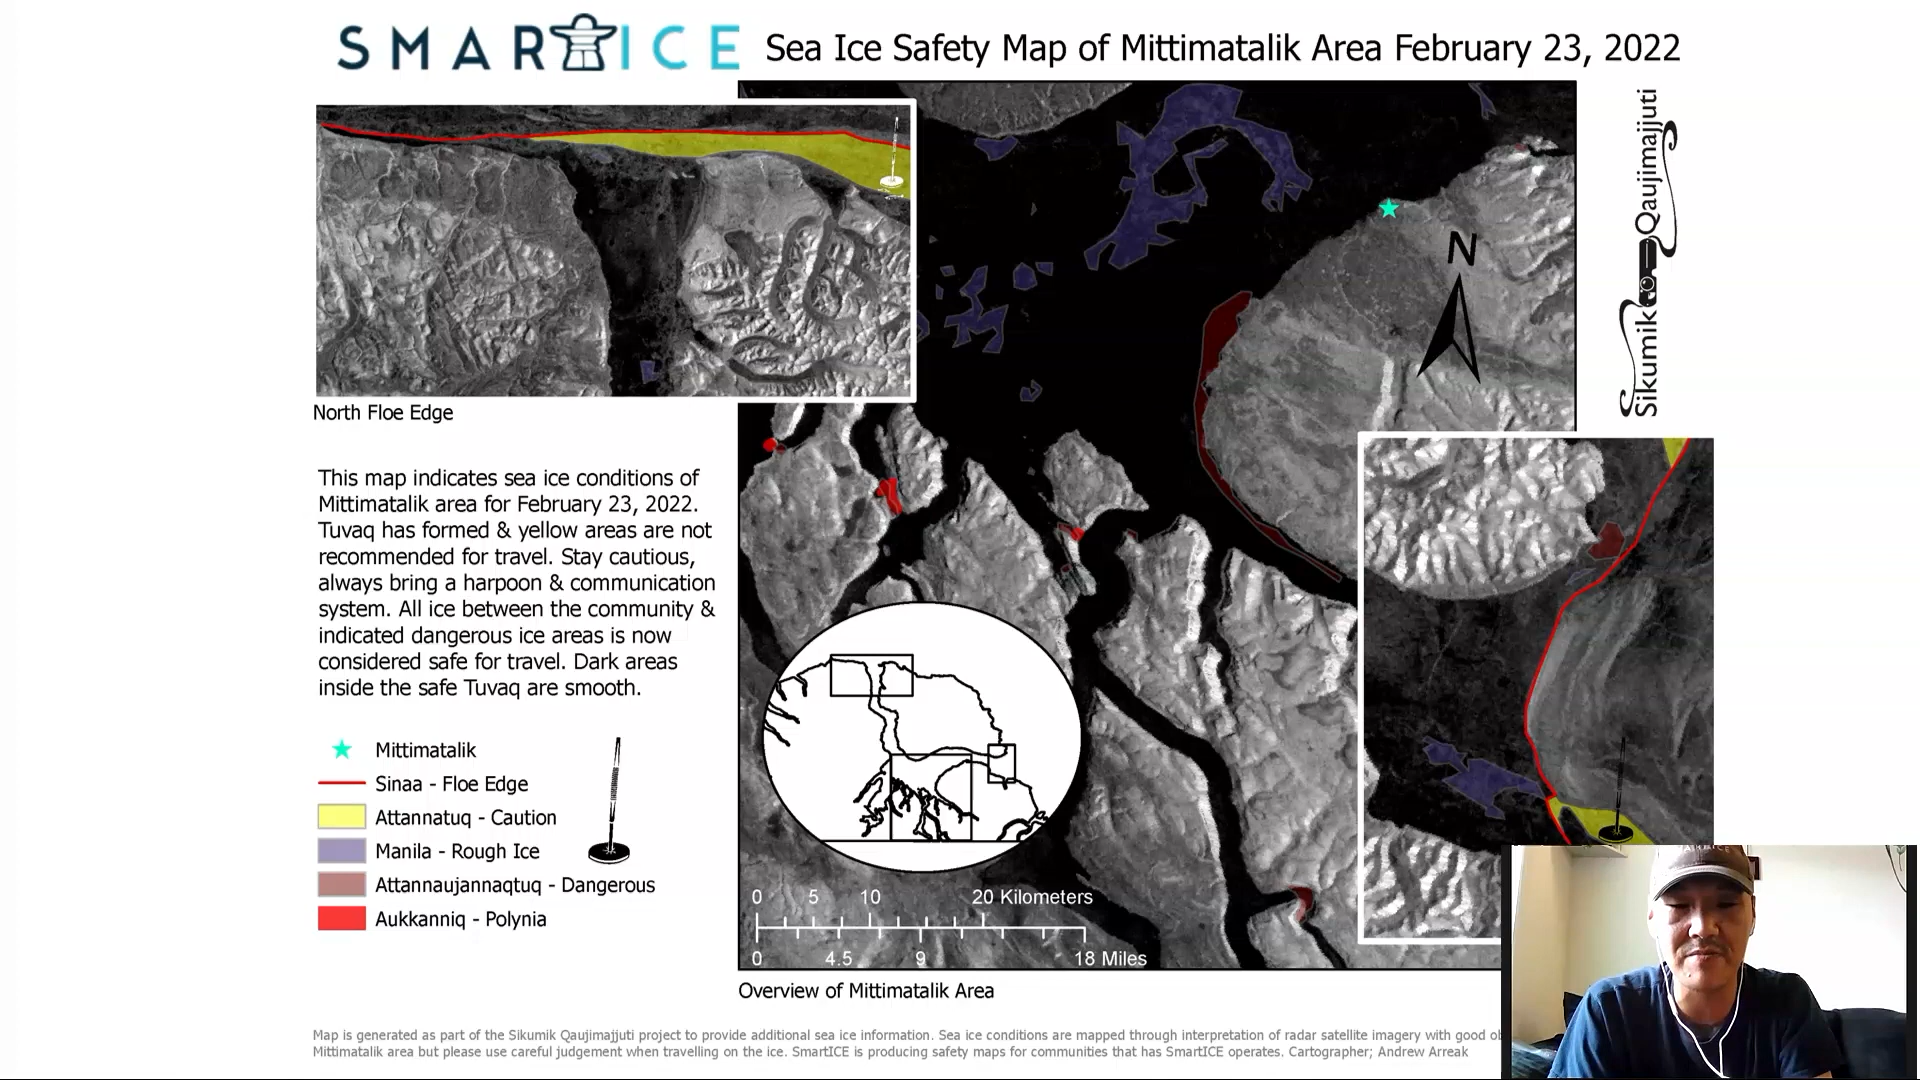 SMARTICE
Sea Ice Safety Map of Mittimatalik Area February 23, 2022
Sikumik Qaujimajjuti
N
North Floe Edge
This map indicates sea ice conditions of
Mittimatalik area for February 23, 2022.
Tuvaq has formed & yellow areas are not
recommended for travel. Stay cautious,
always bring a harpoon & communication
system. All ice between the community &
indicated dangerous ice areas is now
considered safe for travel. Dark areas
inside the safe Tuvaq are smooth.
Mittimatalik
Sinaa - Floe Edge
Attannatuq - Caution
Manila - Rough Ice
Attannaujannaqtuq - Dangerous
Aukkanniq - Polynia
0 5 10 20 Kilometers
0 4.5 9 18 Miles
Overview of Mittimatalik Area
Map is generated as part of the Sikumik Qaujimajjuti project to provide additional sea ice information. Sea ice conditions are mapped through interpretation of radar satellite imagery with good
Mittimatalik area but please use careful judgement when travelling on the ice. SmartICE is producing safety maps for communities that has SmartICE operates. Cartographer; Andrew Arreak